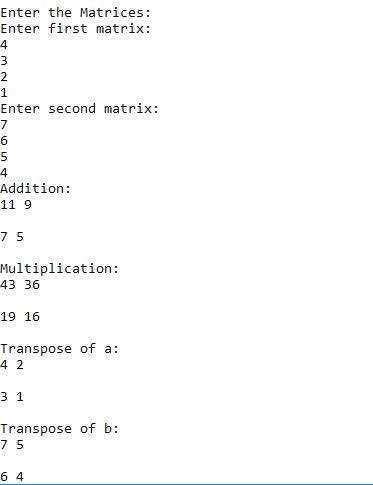 Enter the Matrices:
Enter first matrix:
4
3
2
1
Enter second matrix:
7
6
5
4
Addition:
11 9
7 5
Multiplication:
43 36
19 16
Transpose of a:
4 2
3 1
Transpose of b:
7 5
6 4